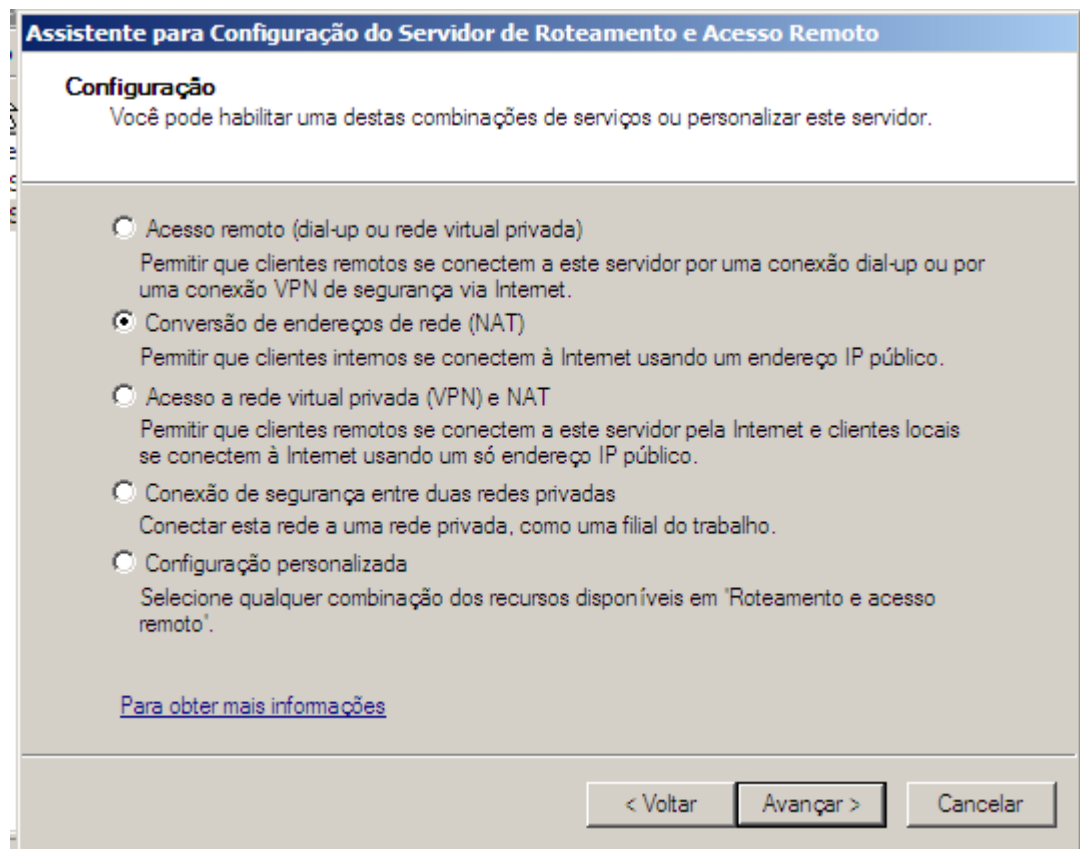 Assistente para Configuração do Servidor de Roteamento e Acesso Remoto
Configuração
Você pode habilitar uma destas combinações de serviços ou personalizar este servidor.
Acesso remoto (dial-up ou rede virtual privada)
Permitir que clientes remotos se conectem a este servidor por uma conexão dial-up ou por
uma conexão VPN de segurança via Internet.
Conversão de endereços de rede (NAT)
Permitir que clientes internos se conectem à Internet usando um endereço IP público.
Acesso a rede virtual privada (VPN) e NAT
Permitir que clientes remotos se conectem a este servidor pela Internet e clientes locais
se conectem à Internet usando um só endereço IP público.
Conexão de segurança entre duas redes privadas
Conectar esta rede a uma rede privada, como uma filial do trabalho.
Configuração personalizada
Selecione qualquer combinação dos recursos disponíveis em 'Roteamento e acesso
remoto'.
Para obter mais informações
< Voltar
Avançar >
Cancelar